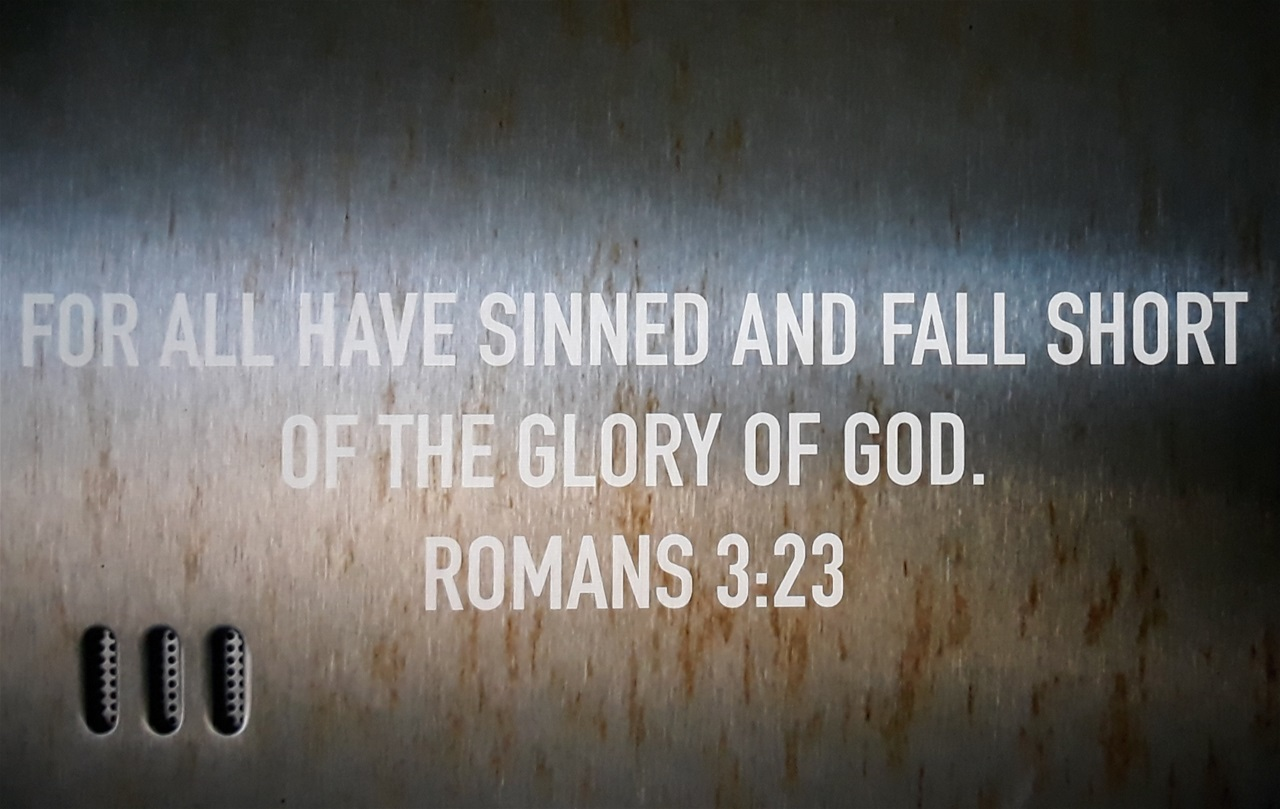 FOR ALL HAVE SINNED AND FALL SHORT
OF THE GLORY OF GOD.
ROMANS 3:23